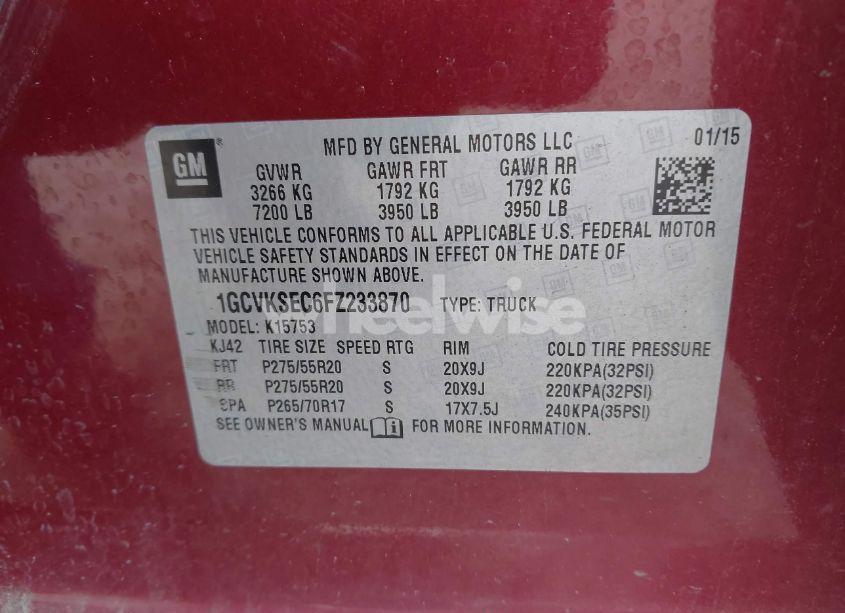 GM ® MFD BY GENERAL MOTORS LLC 01/15
GVWR GAWR FRT GAWR RR
3266 KG 1792 KG 1792 KG
7200 LB 3950 LB 3950 LB
THIS VEHICLE CONFORMS TO ALL APPLICABLE U.S. FEDERAL MOTOR
VEHICLE SAFETY STANDARDS IN EFFECT ON THE DATE OF
MANUFACTURE SHOWN ABOVE.
1GCVKSEC6FZ233870 TYPE: TRUCK
heelwise
MODEL: K15753
KJ42 TIRE SIZE SPEED RTG RIM COLD TIRE PRESSURE
FRT P275/55R20 S 20X9J 220KPA(32PSI)
RR P275/55R20 S 20X9J 220KPA(32PSI)
SPA P265/70R17 S 17X7.5J 240KPA(35PSI)
SEE OWNER'S MANUAL FOR MORE INFORMATION.